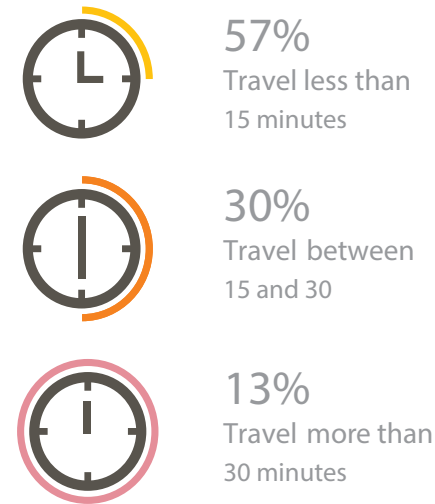 57%
Travel less than
15 minutes
30%
Travel between
15 and 30
13%
Travel more than
30 minutes